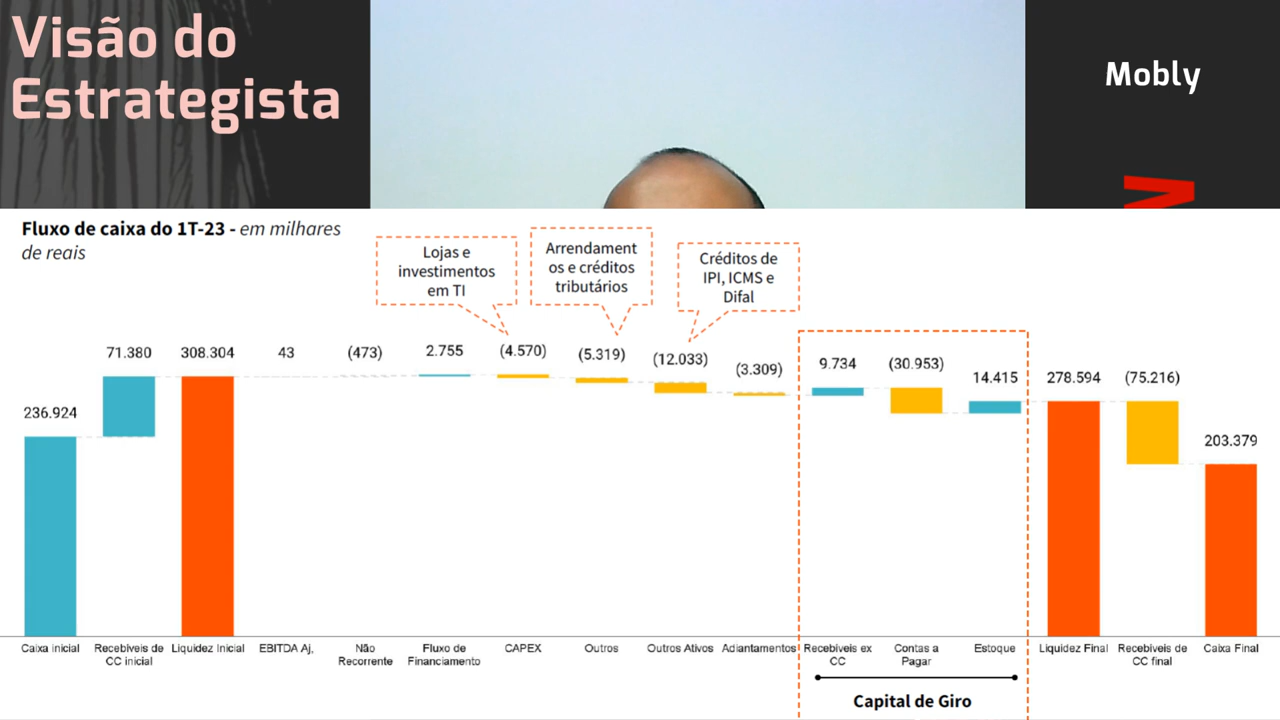 Visão do
Estrategista
Mobly
Fluxo de caixa do 1T-23 - em milhares
de reais
Lojas e
investimentos
em TI
Arrendament
os e créditos
tributários
Créditos de
IPI, ICMS e
Difal
236.924
71.380
308.304
43
(473)
2.755
(4.570)
(5.319)
(12.033)
(3.309)
9.734
(30.953)
14.415
278.594
(75.216)
203.379
Caixa inicial
Recebiveis de
CC inicial
Liquidez Inicial
EBITDA Aj,
Não
Recorrente
Fluxo de
Financiamento
CAPEX
Outros
Outros Ativos
Adiantamentos
Recebiveis ex
CC
Contas a
Pagar
Estoque
Liquidez Final
Recebiveis de
CC final
Caixa Final
Capital de Giro